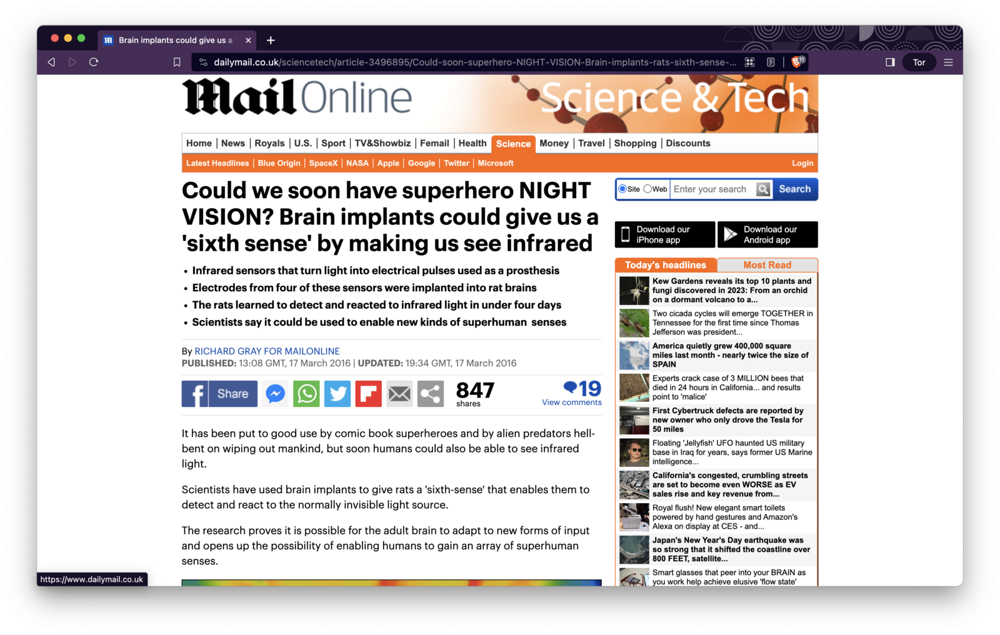 Brain implants could give us a
dailymail.co.uk/sciencetech/article-3496895/Could-soon-superhero-NIGHT-VISION-Brain-implants-rats-sixth-sense-...
11
Tor
Mail Online
Science & Tech
Home | News | Royals | U.S. | Sport | TV&Showbiz | Femail | Health | Science | Money | Travel | Shopping | Discounts
Latest Headlines | Blue Origin | SpaceX | NASA | Apple | Google | Twitter | Microsoft
Login
Could we soon have superhero NIGHT
VISION? Brain implants could give us a
'sixth sense' by making us see infrared
• Infrared sensors that turn light into electrical pulses used as a prosthesis
• Electrodes from four of these sensors were implanted into rat brains
• The rats learned to detect and reacted to infrared light in under four days
• Scientists say it could be used to enable new kinds of superhuman senses
By RICHARD GRAY FOR MAILONLINE
PUBLISHED: 13:08 GMT, 17 March 2016 | UPDATED: 19:34 GMT, 17 March 2016
Share
847
shares
19
View comments
It has been put to good use by comic book superheroes and by alien predators hell-
bent on wiping out mankind, but soon humans could also be able to see infrared
light.
Scientists have used brain implants to give rats a 'sixth-sense' that enables them to
detect and react to the normally invisible light source.
The research proves it is possible for the adult brain to adapt to new forms of input
and opens up the possibility of enabling humans to gain an array of superhuman
senses.
Site Web Enter your search Search
Download our
iPhone app
Download our
Android app
Today's headlines
Most Read
Kew Gardens reveals its top 10 plants and
fungi discovered in 2023: From an orchid
on a dormant volcano to a...
Two cicada cycles will emerge TOGETHER in
Tennessee for the first time since Thomas
Jefferson was president...
America quietly grew 400,000 square
miles last month - nearly twice the size of
SPAIN
Experts crack case of 3 MILLION bees that
died in 24 hours in California... and results
point to 'malice'
First Cybertruck defects are reported by
new owner who only drove the Tesla for
50 miles
Floating 'Jellyfish' UFO haunted US military
base in Iraq for years, says former US Marine
intelligence...
California's congested, crumbling streets
are set to become even WORSE as EV
sales rise and key revenue from...
Royal flush! New elegant smart toilets
powered by hand gestures and Amazon's
Alexa on display at CES - and...
Japan's New Year's Day earthquake was
so strong that it shifted the coastline over
800 FEET, satellite...
Smart glasses that peer into your BRAIN as
you work help achieve elusive 'flow state'
https://www.dailymail.co.uk